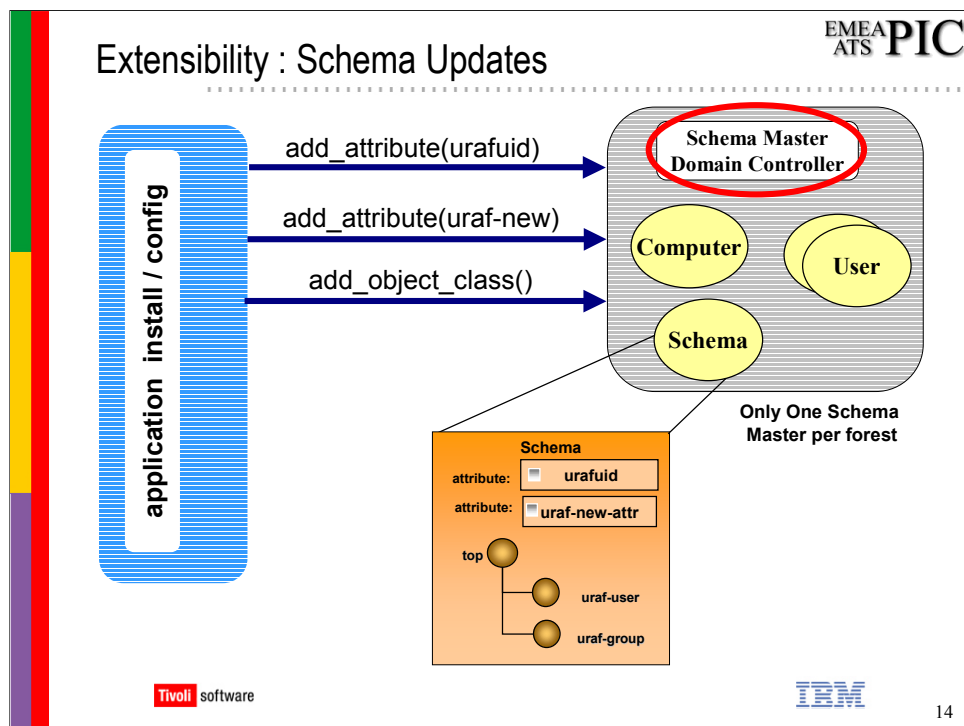 Extensibility : Schema Updates
EMEA
ATS PIC
application install / config
add_attribute(urafuid)
add_attribute(uraf-new)
add_object_class()
Schema Master
Domain Controller
Computer
User
Schema
Only One Schema
Master per forest
Schema
attribute: urafuid
attribute: uraf-new-attr
top
uraf-user
uraf-group
Tivoli software
IBM
14